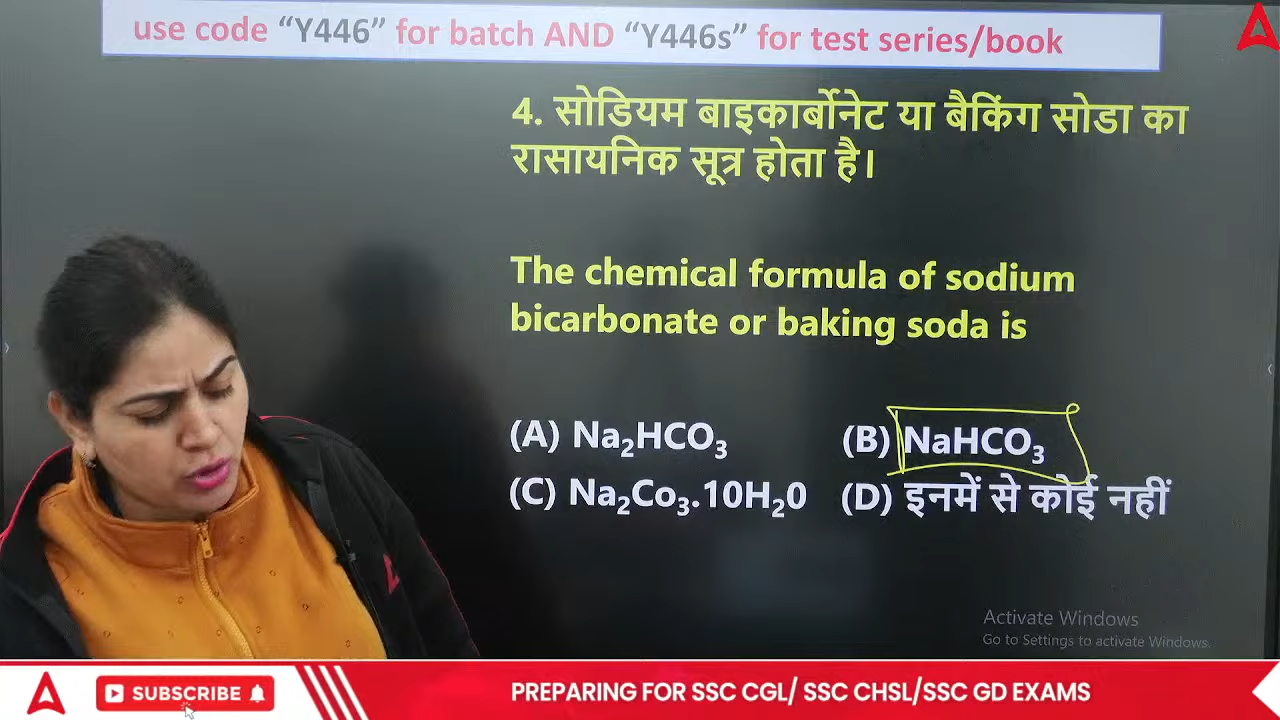 use code “Y446” for batch AND “Y446s” for test series/book
4. सोडियम बाइकार्बोनेट या बैकिंग सोडा का
रासायनिक सूत्र होता है।
The chemical formula of sodium
bicarbonate or baking soda is
(A) Na₂HCO₃ (B) NaHCO₃
(C) Na₂Co₃.10H₂0 (D) इनमें से कोई नहीं
Activate Windows
Go to Settings to activate Windows.
SUBSCRIBE
PREPARING FOR SSC CGL/ SSC CHSL/SSC GD EXAMS